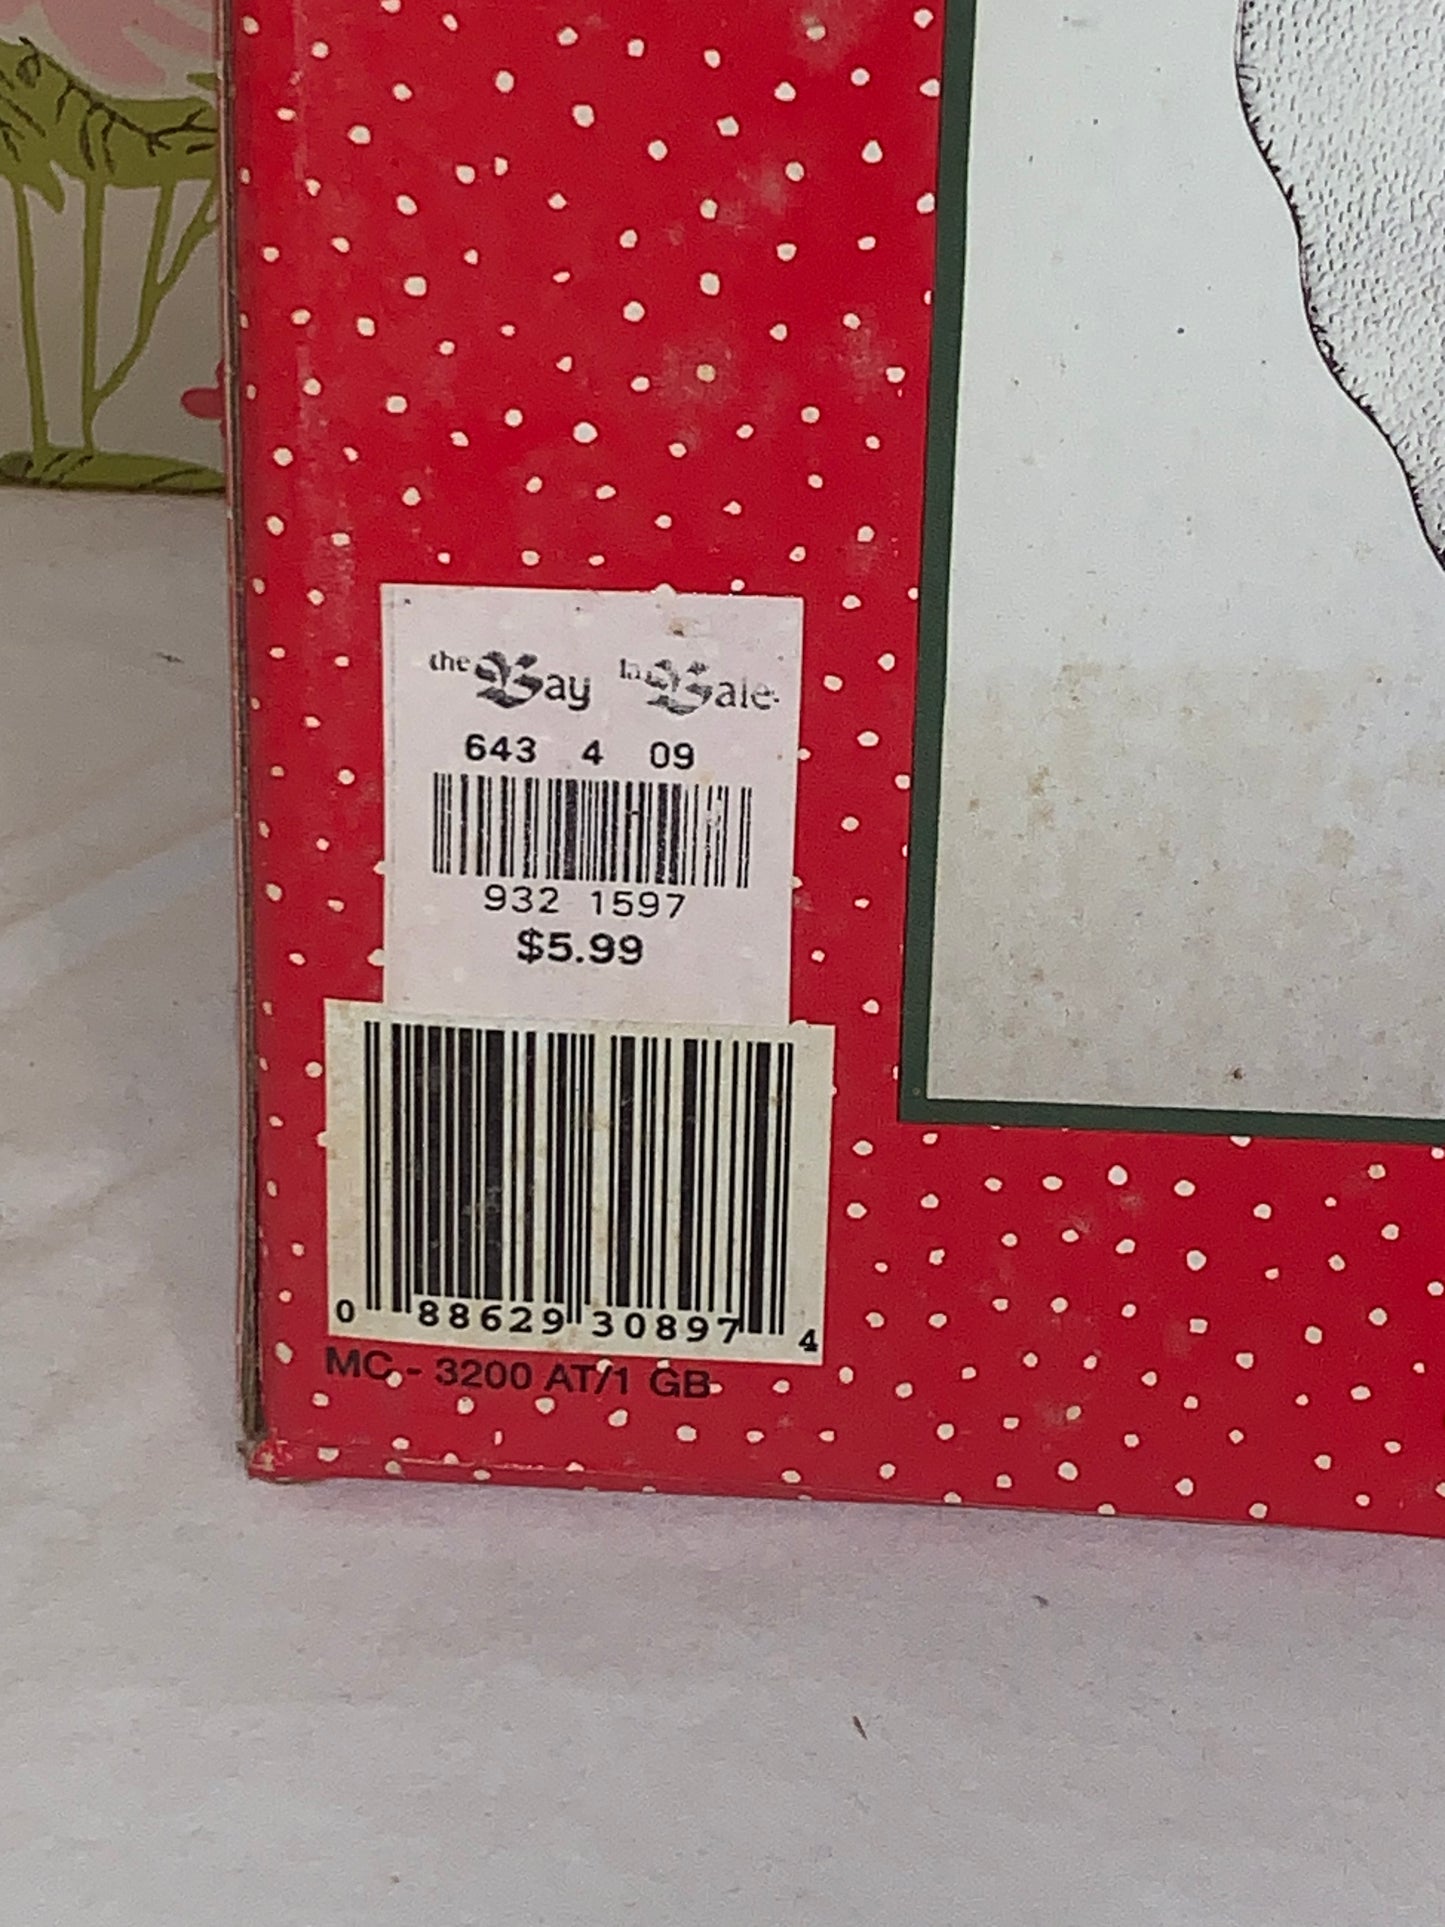 the Bay la Baie
643 4 09
932 1597
$5.99
0 88629 30897 4
MC - 3200 AT/1 GB